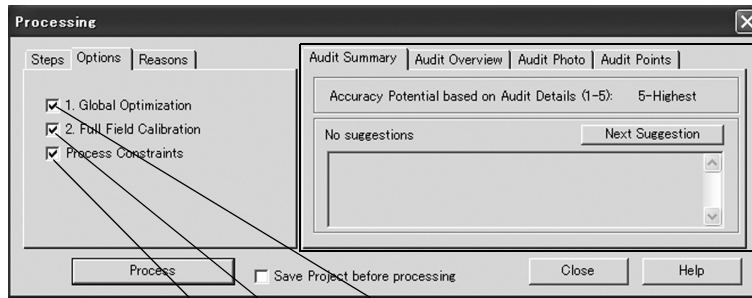 Processing
Steps Options Reasons
1. Global Optimization
2. Full Field Calibration
Process Constraints
Audit Summary Audit Overview Audit Photo Audit Points
Accuracy Potential based on Audit Details (1-5): 5-Highest
No suggestions Next Suggestion
Process Save Project before processing Close Help